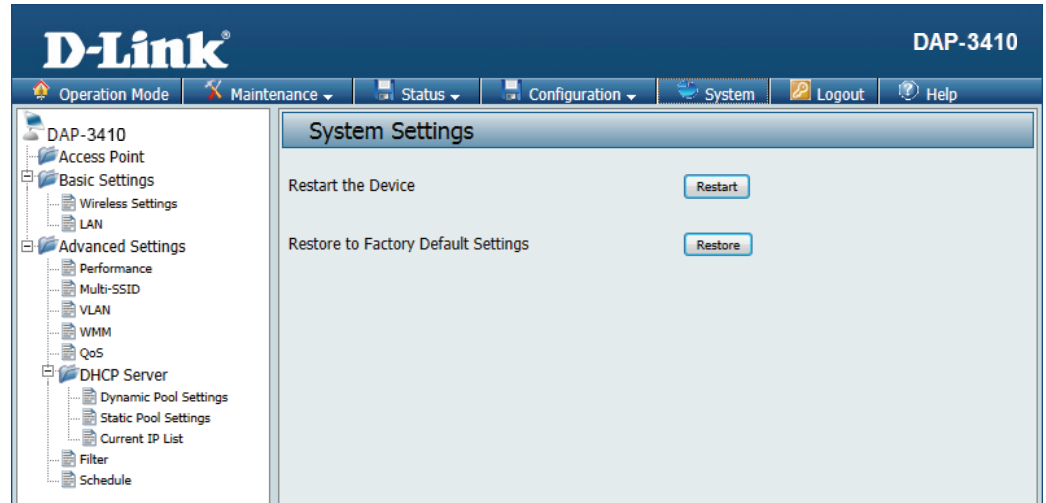 D-Link®
DAP-3410
Operation Mode Maintenance Status Configuration System Logout Help
DAP-3410
Access Point
Basic Settings
Wireless Settings
LAN
Advanced Settings
Performance
Multi-SSID
VLAN
WMM
QoS
DHCP Server
Dynamic Pool Settings
Static Pool Settings
Current IP List
Filter
Schedule
System Settings
Restart the Device Restart
Restore to Factory Default Settings Restore